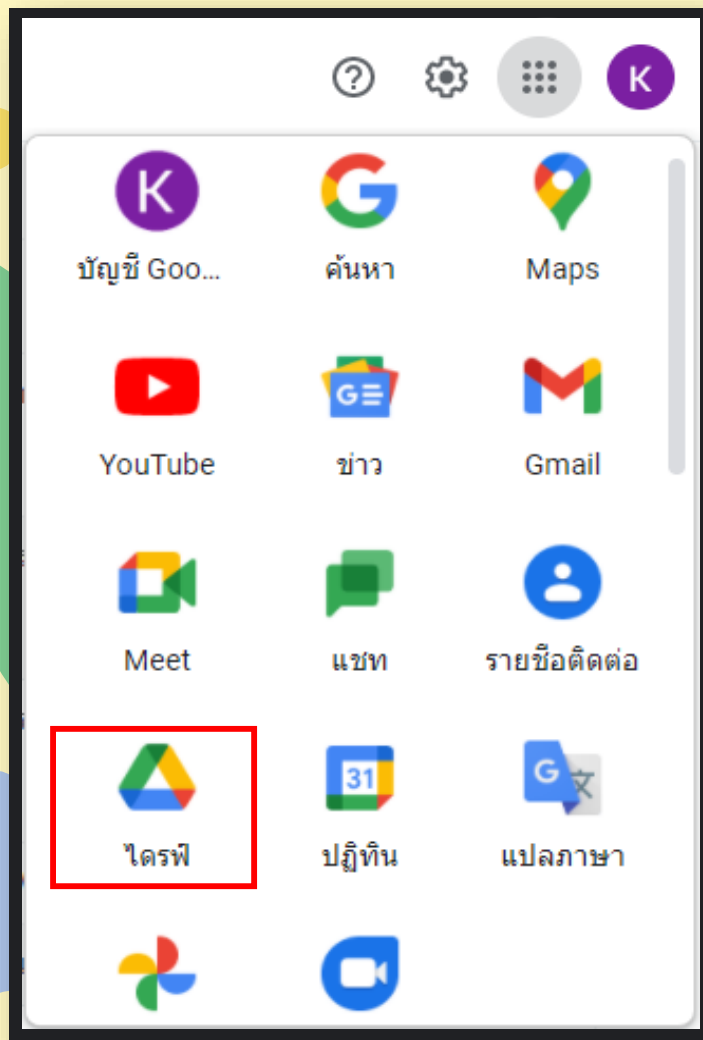 K
K
บัญชี Goo...
ค้นหา
Maps
YouTube
ข่าว
Gmail
Meet
แชท
รายชื่อติดต่อ
31
G
ไดรฟ์
ปฏิทิน
แปลภาษา